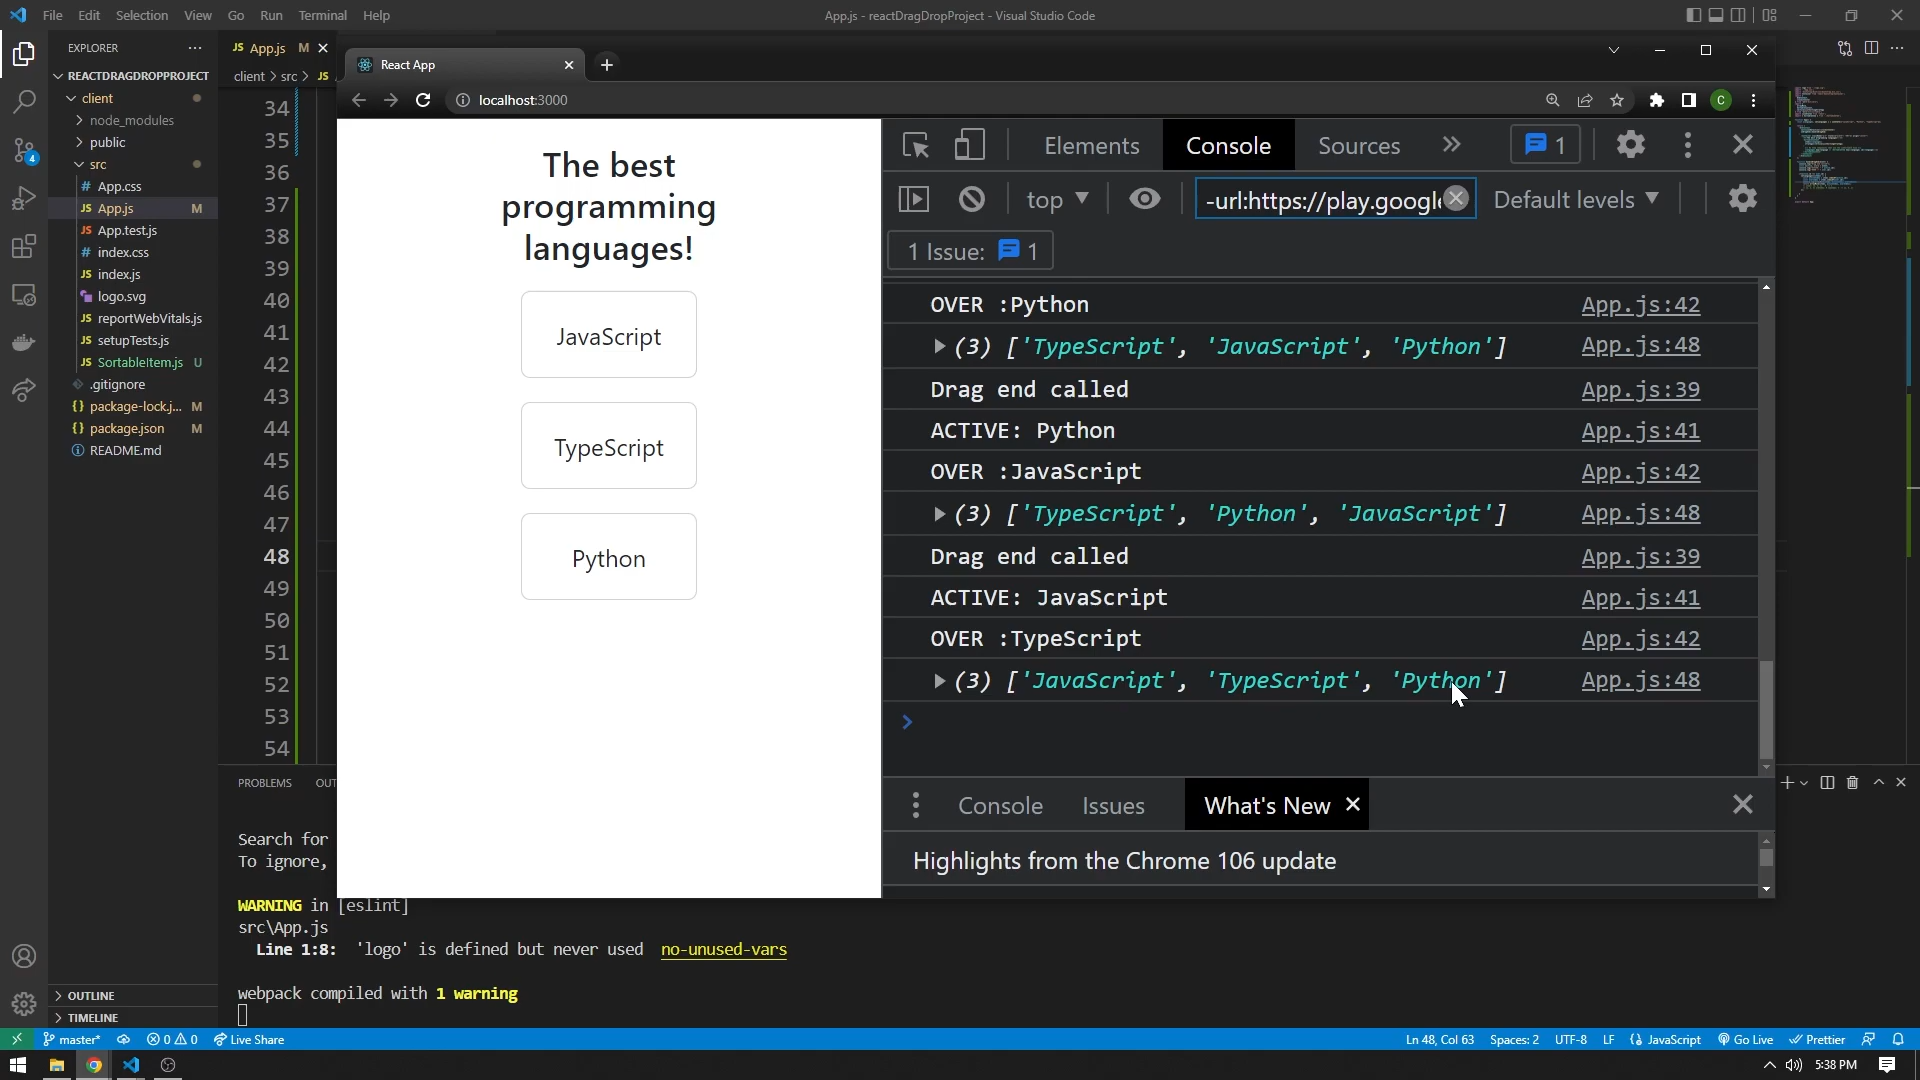 File Edit Selection View Go Run Terminal Help
App.js - reactDragDropProject - Visual Studio Code
EXPLORER
REACTDRAGDROPPROJECT
client
node_modules
public
src
App.css
JS App.js M
JS App.test.js
index.css
JS index.js
logo.svg
JS reportWebVitals.js
JS setupTests.js
JS SortableItem.js U
.gitignore
{} package-lock.j... M
{} package.json M
README.md
OUTLINE
TIMELINE
4
JS App.js M
client > src > JS
34
35
36
37
38
39
40
41
42
43
44
45
46
47
48
49
50
51
52
53
54
React App
localhost:3000
C
The best
programming
languages!
JavaScript
TypeScript
Python
Elements Console Sources 1
top -url:https://play.google Default levels
1 Issue: 1
OVER :Python App.js:42
(3) ['TypeScript', 'JavaScript', 'Python'] App.js:48
Drag end called App.js:39
ACTIVE: Python App.js:41
OVER :JavaScript App.js:42
(3) ['TypeScript', 'Python', 'JavaScript'] App.js:48
Drag end called App.js:39
ACTIVE: JavaScript App.js:41
OVER :TypeScript App.js:42
(3) ['JavaScript', 'TypeScript', 'Python'] App.js:48
Console Issues What's New
Highlights from the Chrome 106 update
PROBLEMS OUT
Search for
To ignore,
WARNING in [eslint]
src\App.js
Line 1:8: 'logo' is defined but never used no-unused-vars
webpack compiled with 1 warning
master* 0 0 Live Share
Ln 48, Col 63 Spaces: 2 UTF-8 LF {} JavaScript Go Live Prettier
5:38 PM